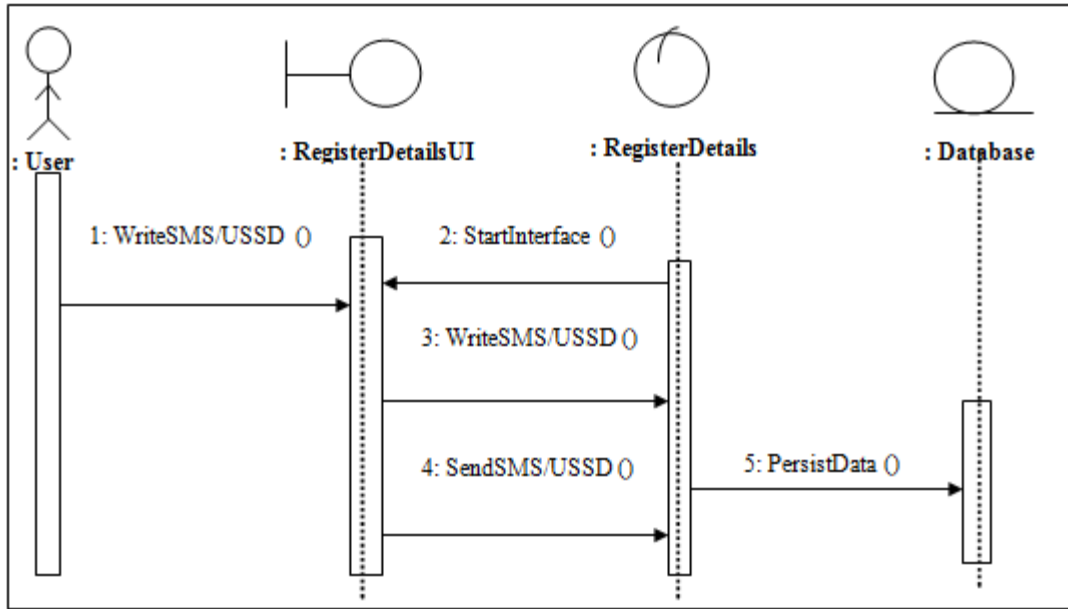 : User
: RegisterDetailsUI
: RegisterDetails
: Database
1: WriteSMS/USSD ()
2: StartInterface ()
3: WriteSMS/USSD ()
4: SendSMS/USSD ()
5: PersistData ()